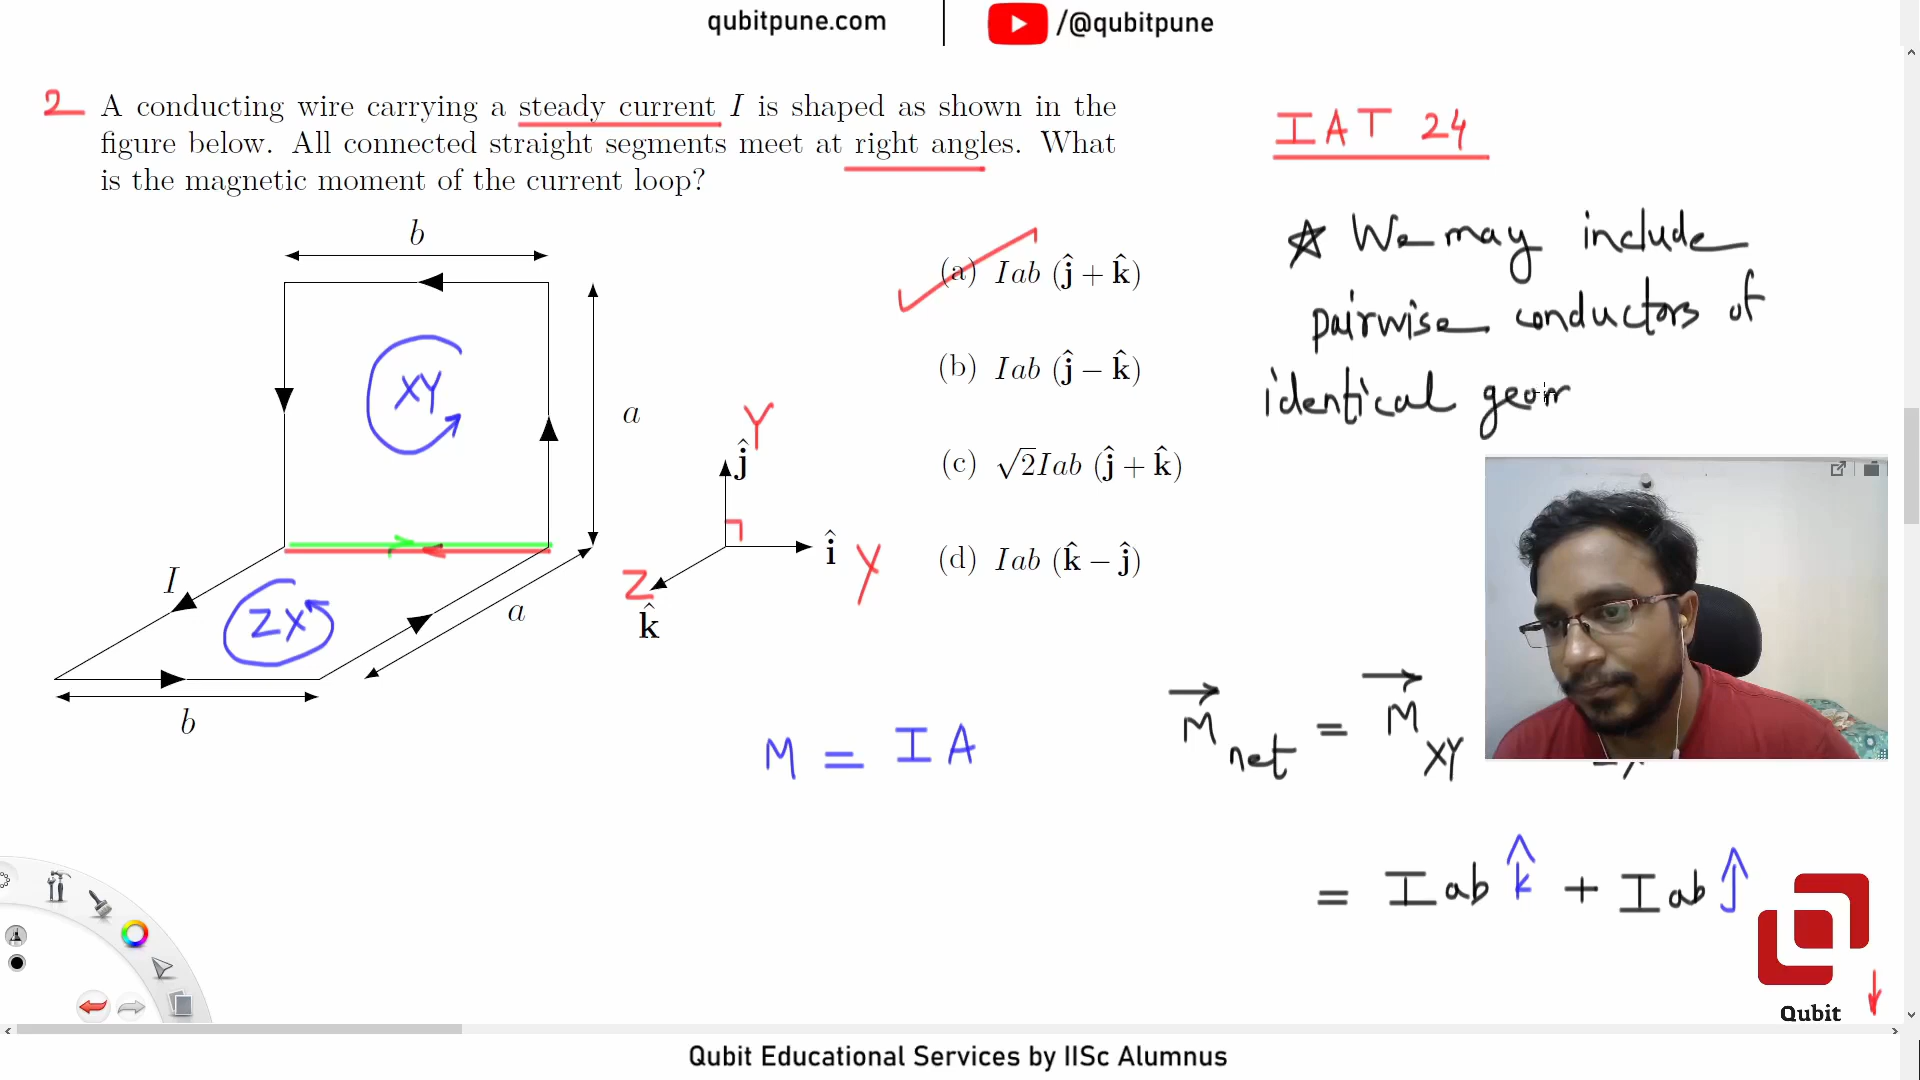 qubitpune.com | /@qubitpune
2 A conducting wire carrying a steady current I is shaped as shown in the
figure below. All connected straight segments meet at right angles. What
is the magnetic moment of the current loop?
IAT 24
☆ We may include
pairwise conductors of
identical geom
b
a
XY
I
ZX
a
b
Y
ĵ
î X
Z
k̂
(a) Iab (ĵ + k̂)
(b) Iab (ĵ − k̂)
(c) √2Iab (ĵ + k̂)
(d) Iab (k̂ − ĵ)
M = IA
M⃗ net = M⃗ XY
= Iab k̂ + Iab ĵ
Qubit
Qubit Educational Services by IISc Alumnus